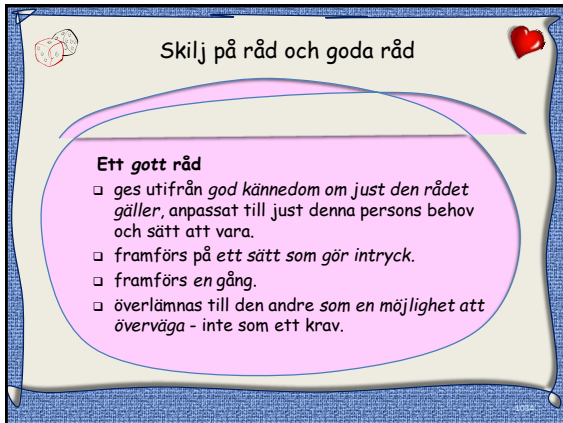 Skilj på råd och goda råd
Ett gott råd
❑ ges utifrån god kännedom om just den rådet
gäller, anpassat till just denna persons behov
och sätt att vara.
❑ framförs på ett sätt som gör intryck.
❑ framförs en gång.
❑ överlämnas till den andre som en möjlighet att
överväga - inte som ett krav.
1034